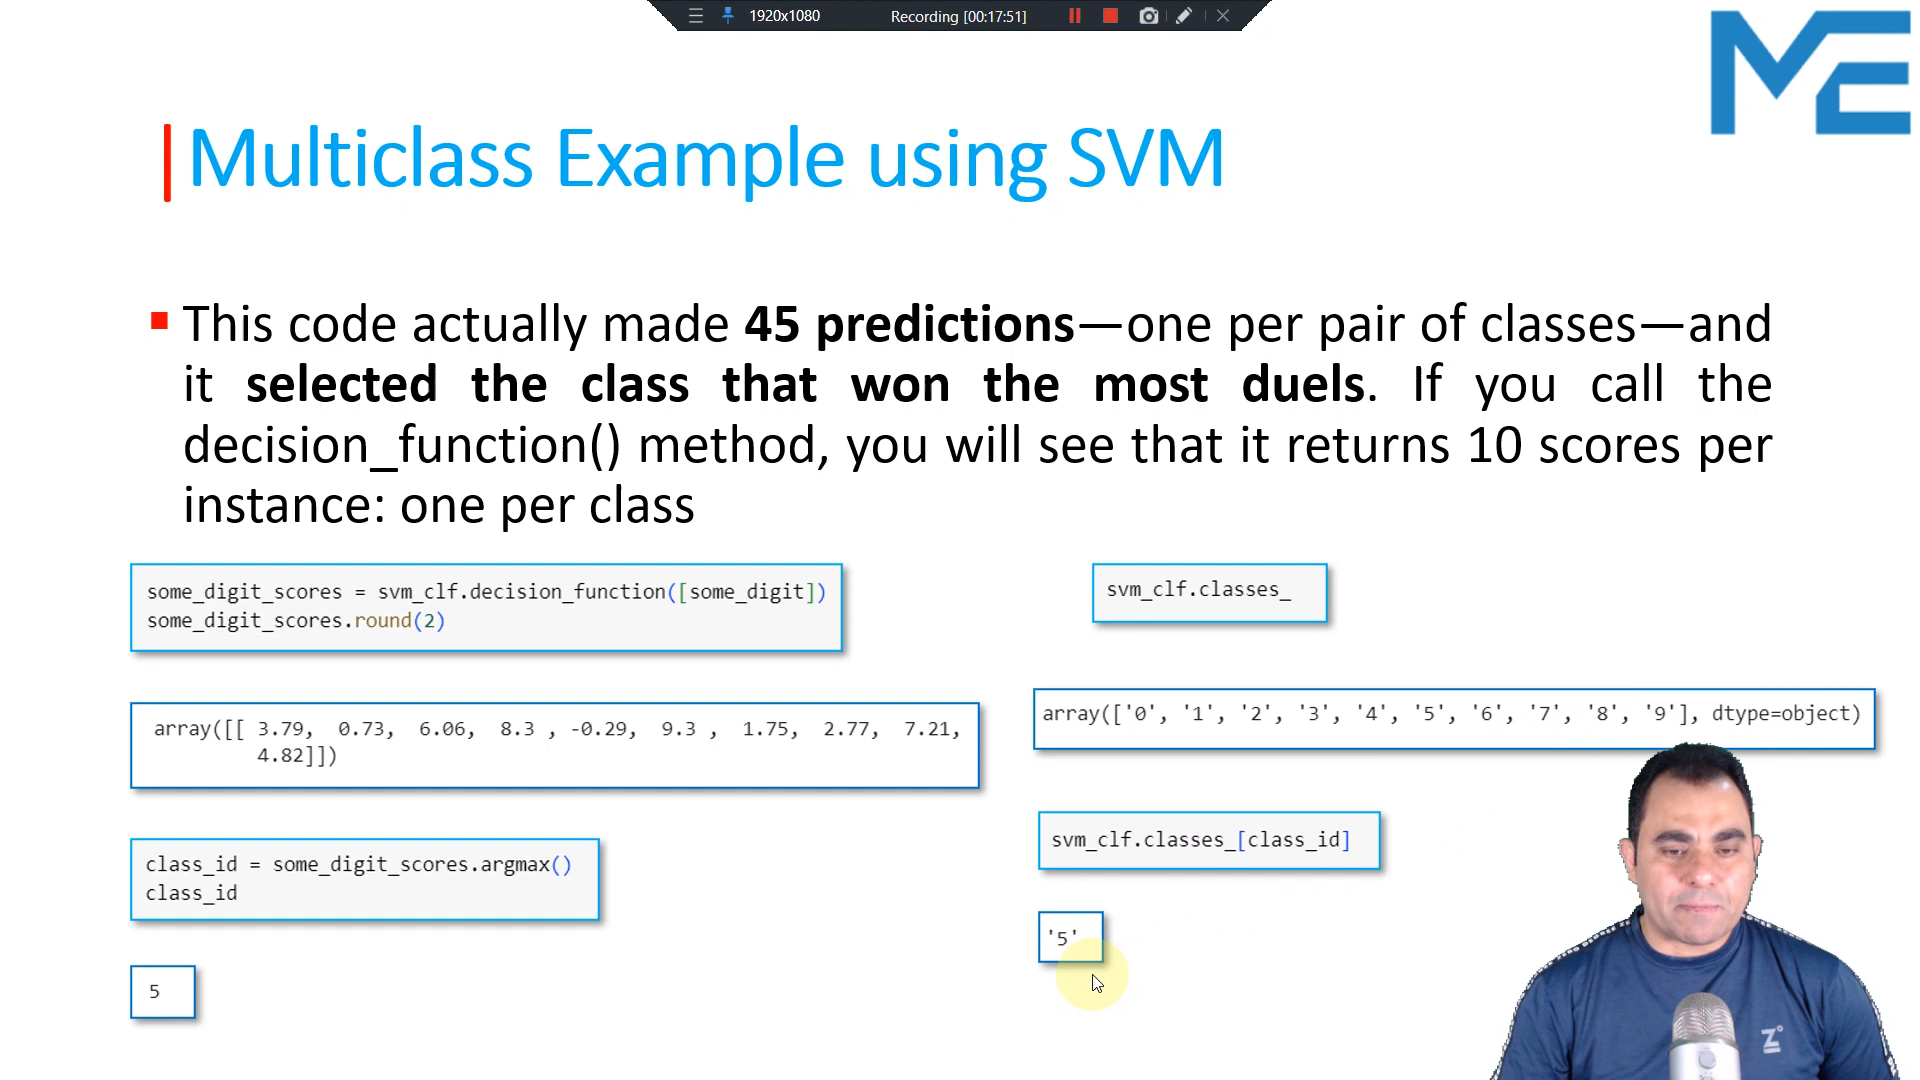 1920x1080 Recording [00:17:51]
ME
Multiclass Example using SVM
This code actually made 45 predictions—one per pair of classes—and
it selected the class that won the most duels. If you call the
decision_function() method, you will see that it returns 10 scores per
instance: one per class
some_digit_scores = svm_clf.decision_function([some_digit])
some_digit_scores.round(2)
array([[ 3.79, 0.73, 6.06, 8.3 , -0.29, 9.3 , 1.75, 2.77, 7.21,
4.82]])
class_id = some_digit_scores.argmax()
class_id
5
svm_clf.classes_
array(['0', '1', '2', '3', '4', '5', '6', '7', '8', '9'], dtype=object)
svm_clf.classes_[class_id]
'5'